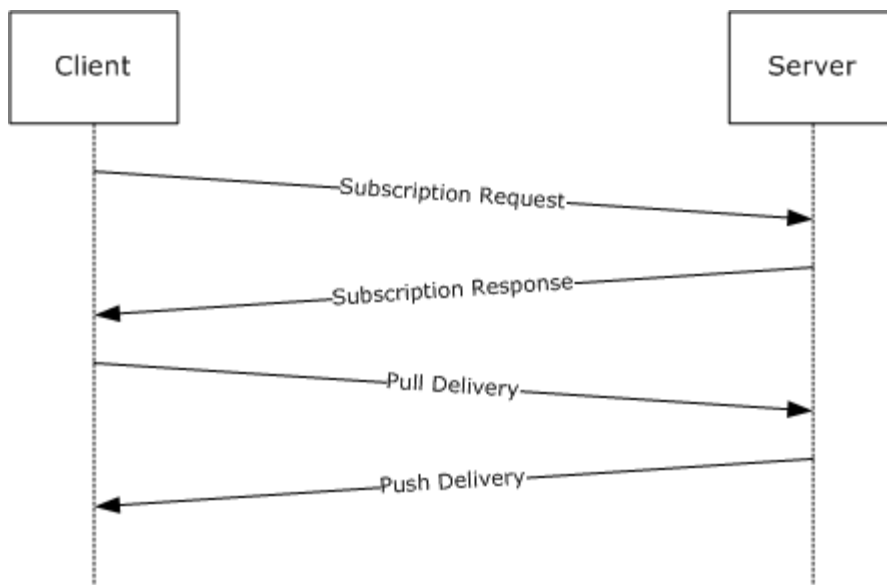 Client
Server
Subscription Request
Subscription Response
Pull Delivery
Push Delivery